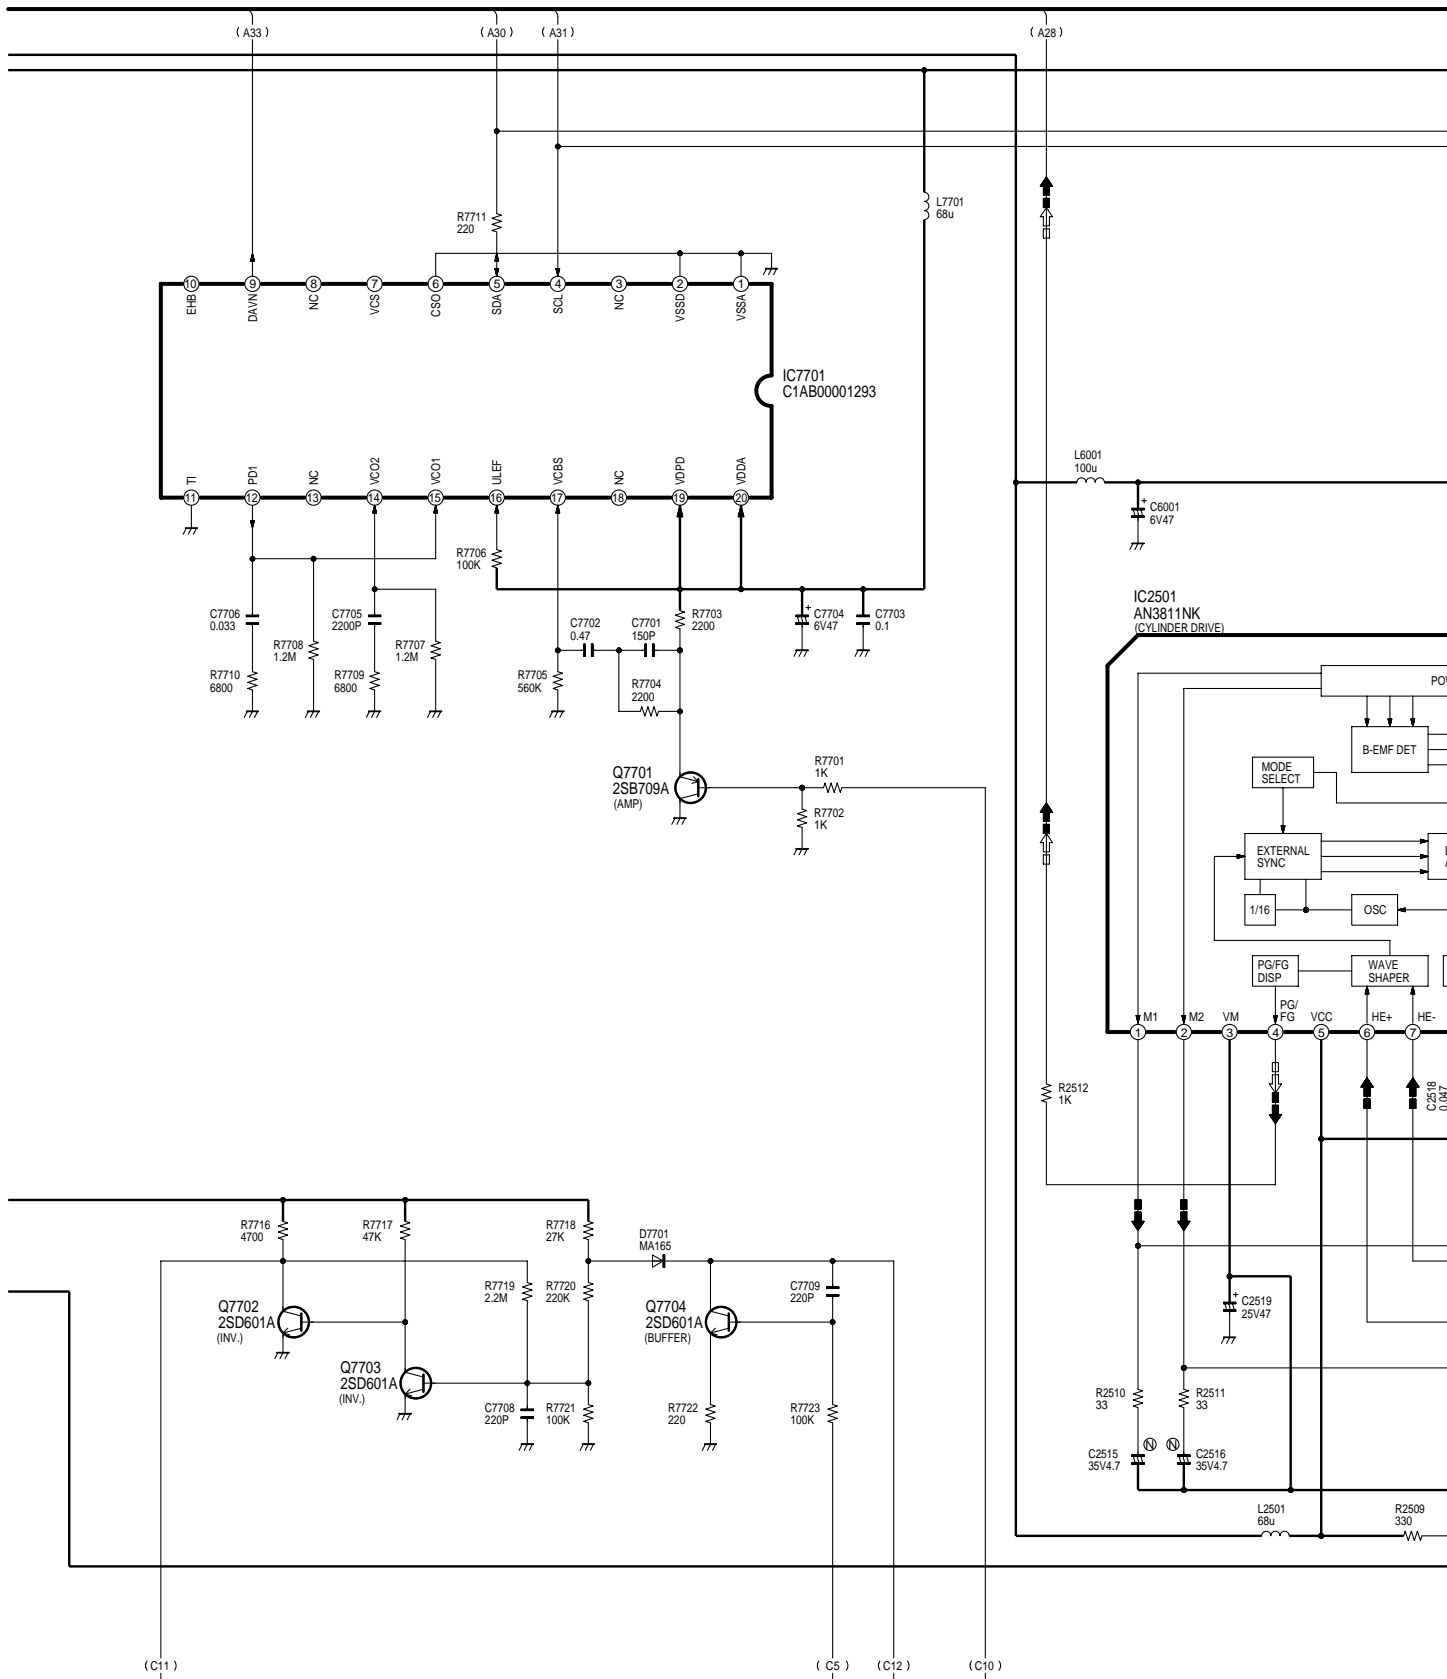 ( A33 )
( A30 )
( A31 )
( A28 )
R7711
220
L7701
68u
10
9
8
7
6
5
4
3
2
1
EHB
DAVN
NC
VCS
CSO
SDA
SCL
NC
VSSD
VSSA
IC7701
C1AB00001293
TI
PD1
NC
VCO2
VCO1
ULEF
VCBS
NC
VDPD
VDDA
11
12
13
14
15
16
17
18
19
20
L6001
100u
+
C6001
6V47
R7706
100K
C7706
0.033
C7705
2200P
C7702
0.47
C7701
150P
R7703
2200
+
C7704
6V47
C7703
0.1
R7708
1.2M
R7707
1.2M
R7710
6800
R7709
6800
R7705
560K
R7704
2200
Q7701
2SB709A
(AMP)
R7701
1K
R7702
1K
IC2501
AN3811NK
(CYLINDER DRIVE)
B-EMF DET
MODE
SELECT
EXTERNAL
SYNC
1/16
OSC
PG/FG
DISP
WAVE
SHAPER
M1
M2
VM
PG/
FG
VCC
HE+
HE-
1
2
3
4
5
6
7
R2512
1K
C2518
0.047
R7716
4700
R7717
47K
R7718
27K
D7701
MA165
R7719
2.2M
R7720
220K
C7709
220P
Q7702
2SD601A
(INV.)
Q7704
2SD601A
(BUFFER)
+
C2519
25V47
Q7703
2SD601A
(INV.)
C7708
220P
R7721
100K
R7722
220
R7723
100K
R2510
33
R2511
33
C2515
35V4.7
N
N
C2516
35V4.7
L2501
68u
R2509
330
(C11 )
( C5 )
(C12 )
(C10 )